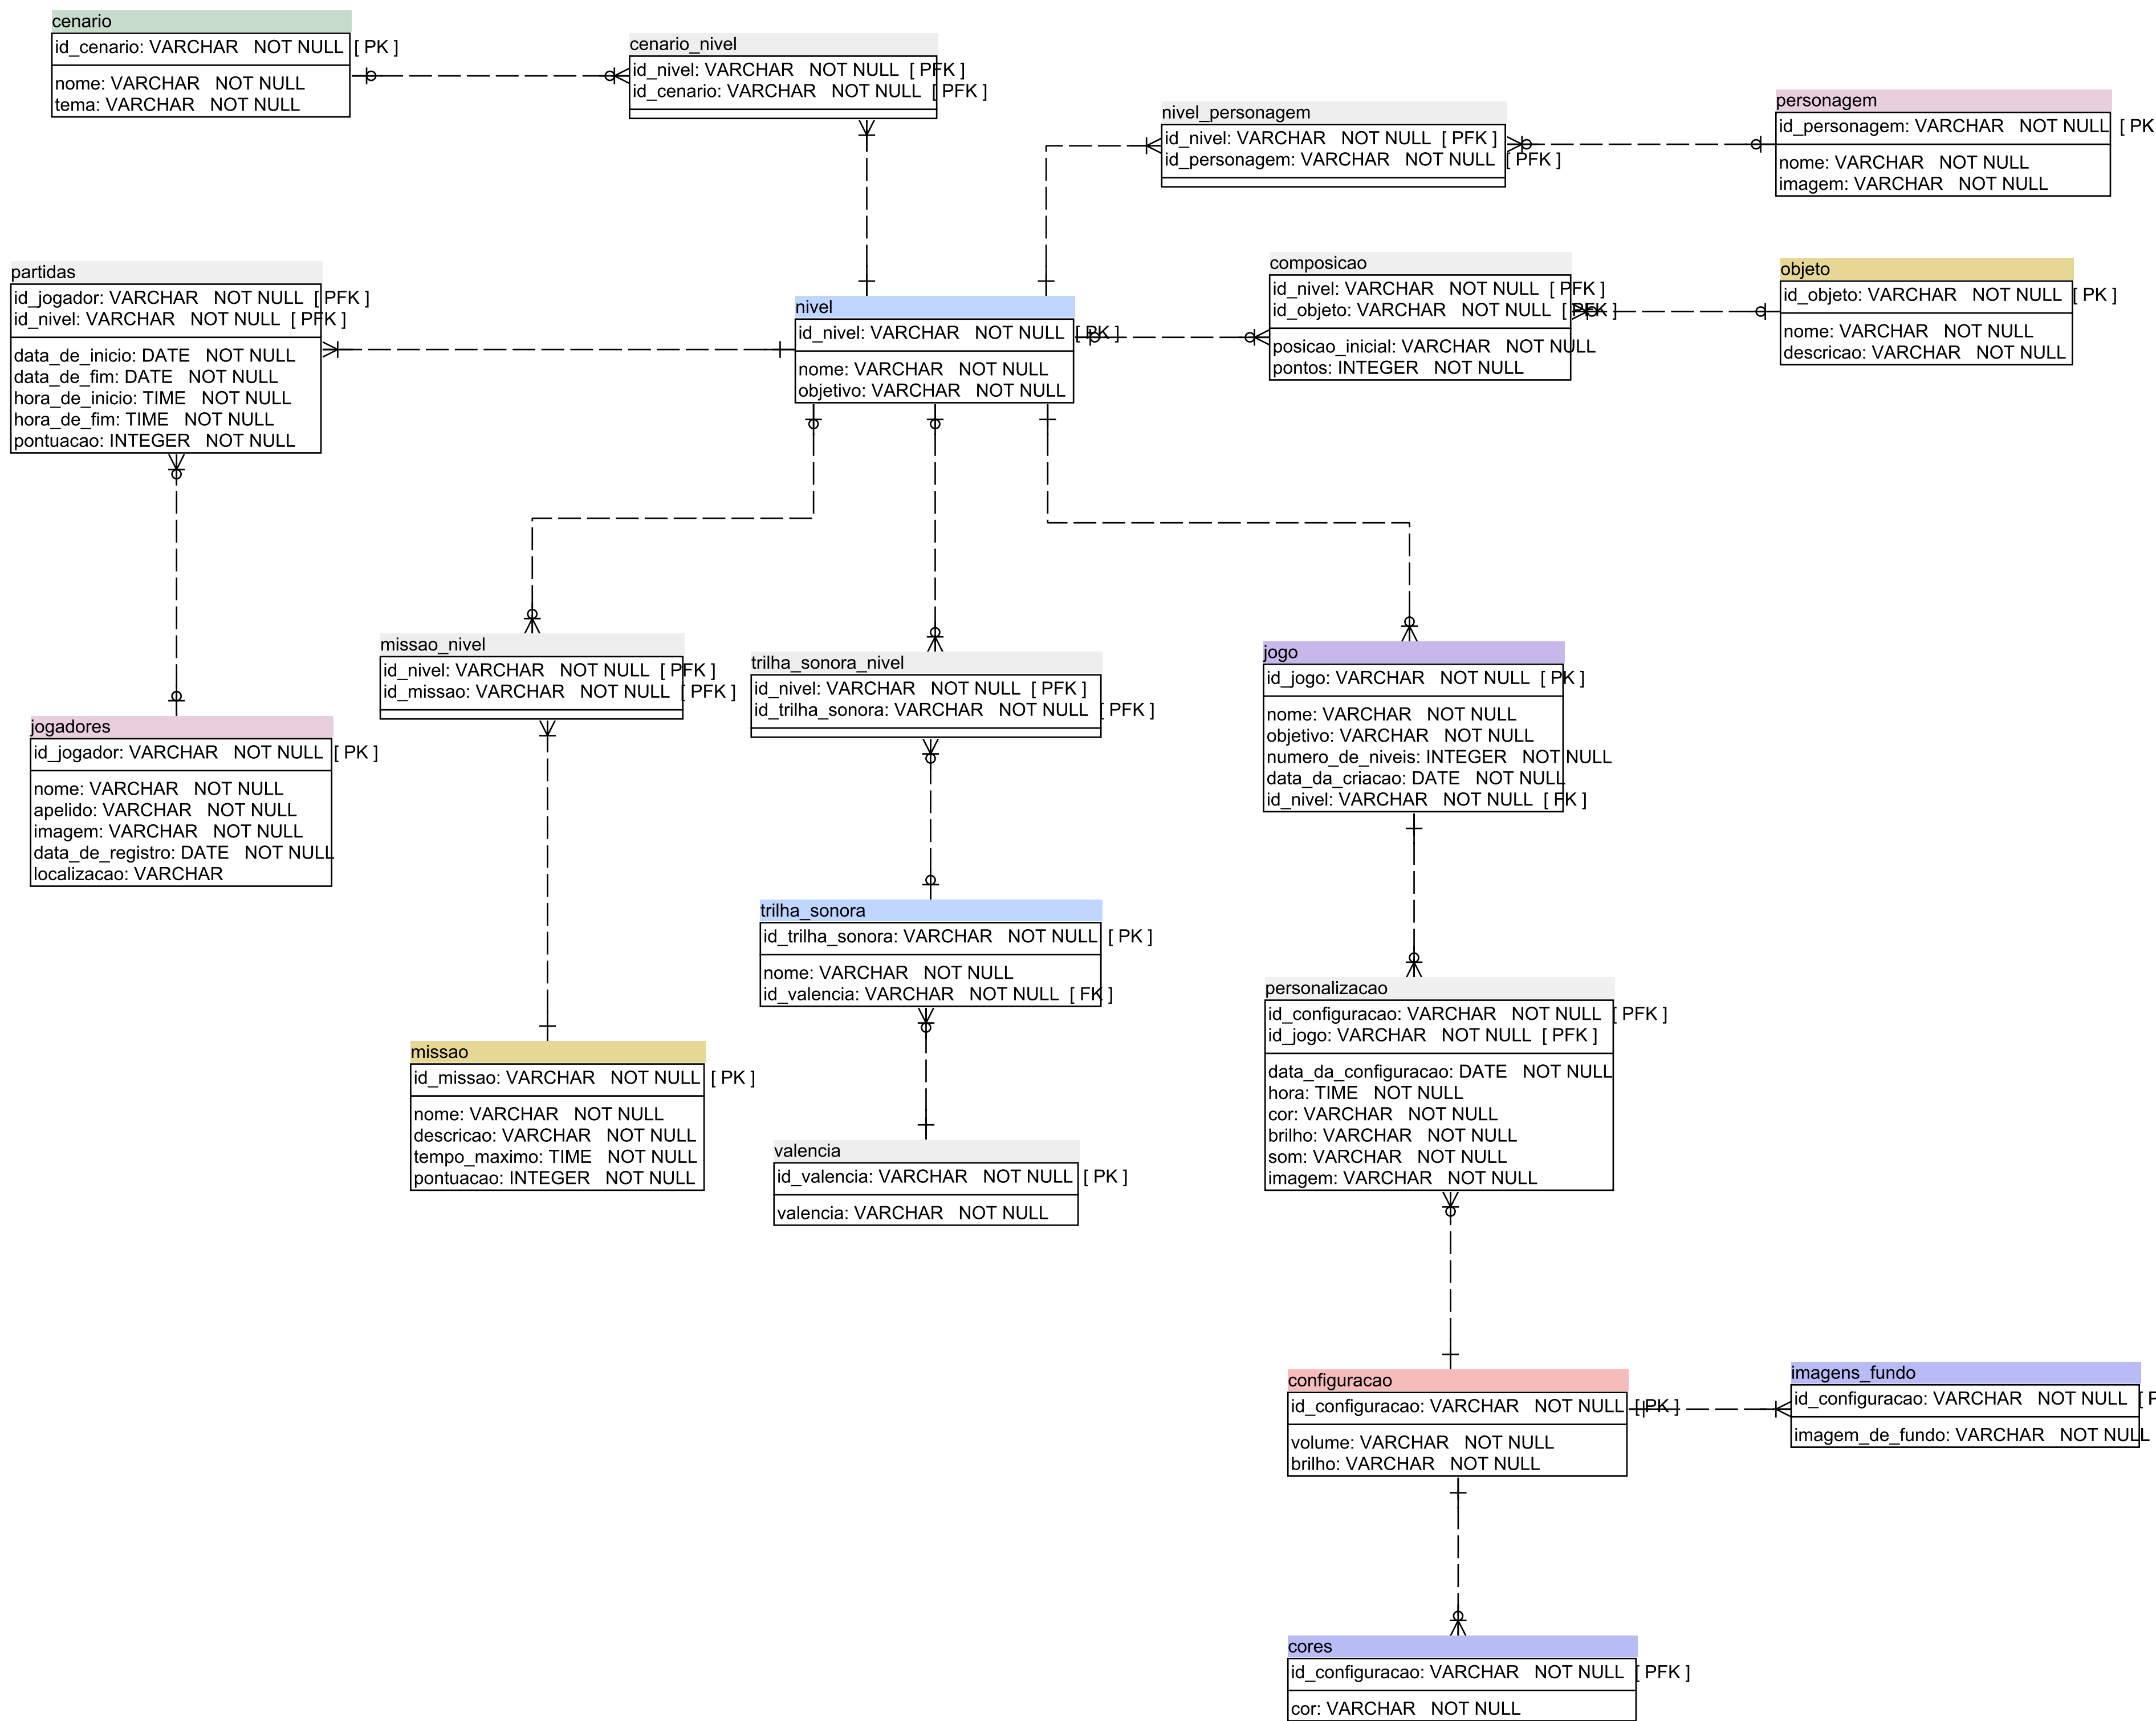 cenario
id_cenario: VARCHAR NOT NULL [ PK ]
nome: VARCHAR NOT NULL
tema: VARCHAR NOT NULL
cenario_nivel
id_nivel: VARCHAR NOT NULL [ PFK ]
id_cenario: VARCHAR NOT NULL [ PFK ]
nivel_personagem
id_nivel: VARCHAR NOT NULL [ PFK ]
id_personagem: VARCHAR NOT NULL [ PFK ]
personagem
id_personagem: VARCHAR NOT NULL [ PK
nome: VARCHAR NOT NULL
imagem: VARCHAR NOT NULL
partidas
id_jogador: VARCHAR NOT NULL [ PFK ]
id_nivel: VARCHAR NOT NULL [ PFK ]
data_de_inicio: DATE NOT NULL
data_de_fim: DATE NOT NULL
hora_de_inicio: TIME NOT NULL
hora_de_fim: TIME NOT NULL
pontuacao: INTEGER NOT NULL
nivel
id_nivel: VARCHAR NOT NULL [ PK ]
nome: VARCHAR NOT NULL
objetivo: VARCHAR NOT NULL
composicao
id_nivel: VARCHAR NOT NULL [ PFK ]
id_objeto: VARCHAR NOT NULL [ PFK ]
posicao_inicial: VARCHAR NOT NULL
pontos: INTEGER NOT NULL
objeto
id_objeto: VARCHAR NOT NULL [ PK ]
nome: VARCHAR NOT NULL
descricao: VARCHAR NOT NULL
missao_nivel
id_nivel: VARCHAR NOT NULL [ PFK ]
id_missao: VARCHAR NOT NULL [ PFK ]
trilha_sonora_nivel
id_nivel: VARCHAR NOT NULL [ PFK ]
id_trilha_sonora: VARCHAR NOT NULL [ PFK ]
jogo
id_jogo: VARCHAR NOT NULL [ PK ]
nome: VARCHAR NOT NULL
objetivo: VARCHAR NOT NULL
numero_de_niveis: INTEGER NOT NULL
data_da_criacao: DATE NOT NULL
id_nivel: VARCHAR NOT NULL [ FK ]
jogadores
id_jogador: VARCHAR NOT NULL [ PK ]
nome: VARCHAR NOT NULL
apelido: VARCHAR NOT NULL
imagem: VARCHAR NOT NULL
data_de_registro: DATE NOT NULL
localizacao: VARCHAR
trilha_sonora
id_trilha_sonora: VARCHAR NOT NULL [ PK ]
nome: VARCHAR NOT NULL
id_valencia: VARCHAR NOT NULL [ FK ]
missao
id_missao: VARCHAR NOT NULL [ PK ]
nome: VARCHAR NOT NULL
descricao: VARCHAR NOT NULL
tempo_maximo: TIME NOT NULL
pontuacao: INTEGER NOT NULL
valencia
id_valencia: VARCHAR NOT NULL [ PK ]
valencia: VARCHAR NOT NULL
personalizacao
id_configuracao: VARCHAR NOT NULL [ PFK ]
id_jogo: VARCHAR NOT NULL [ PFK ]
data_da_configuracao: DATE NOT NULL
hora: TIME NOT NULL
cor: VARCHAR NOT NULL
brilho: VARCHAR NOT NULL
som: VARCHAR NOT NULL
imagem: VARCHAR NOT NULL
configuracao
id_configuracao: VARCHAR NOT NULL [ PK ]
volume: VARCHAR NOT NULL
brilho: VARCHAR NOT NULL
imagens_fundo
id_configuracao: VARCHAR NOT NULL [ P
imagem_de_fundo: VARCHAR NOT NULL
cores
id_configuracao: VARCHAR NOT NULL [ PFK ]
cor: VARCHAR NOT NULL